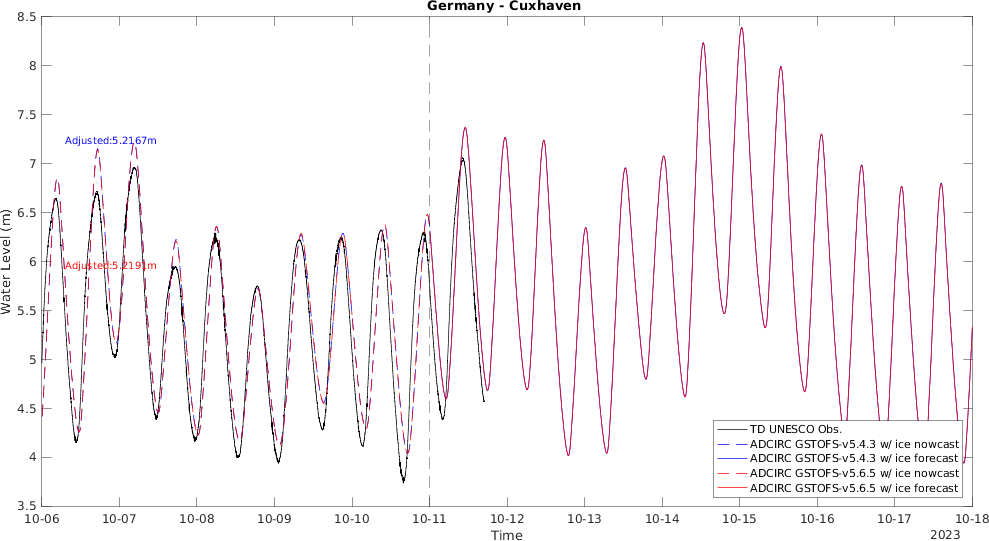 Germany - Cuxhaven
8.5
8
7.5
7
6.5
6
5.5
5
4.5
4
3.5
Water Level (m)
Adjusted:5.2167m
Adjusted:5.2191m
TD UNESCO Obs.
ADCIRC GSTOFS-v5.4.3 w/ ice nowcast
ADCIRC GSTOFS-v5.4.3 w/ ice forecast
ADCIRC GSTOFS-v5.6.5 w/ ice nowcast
ADCIRC GSTOFS-v5.6.5 w/ ice forecast
10-06 10-07 10-08 10-09 10-10 10-11 10-12 10-13 10-14 10-15 10-16 10-17 10-18
Time
2023